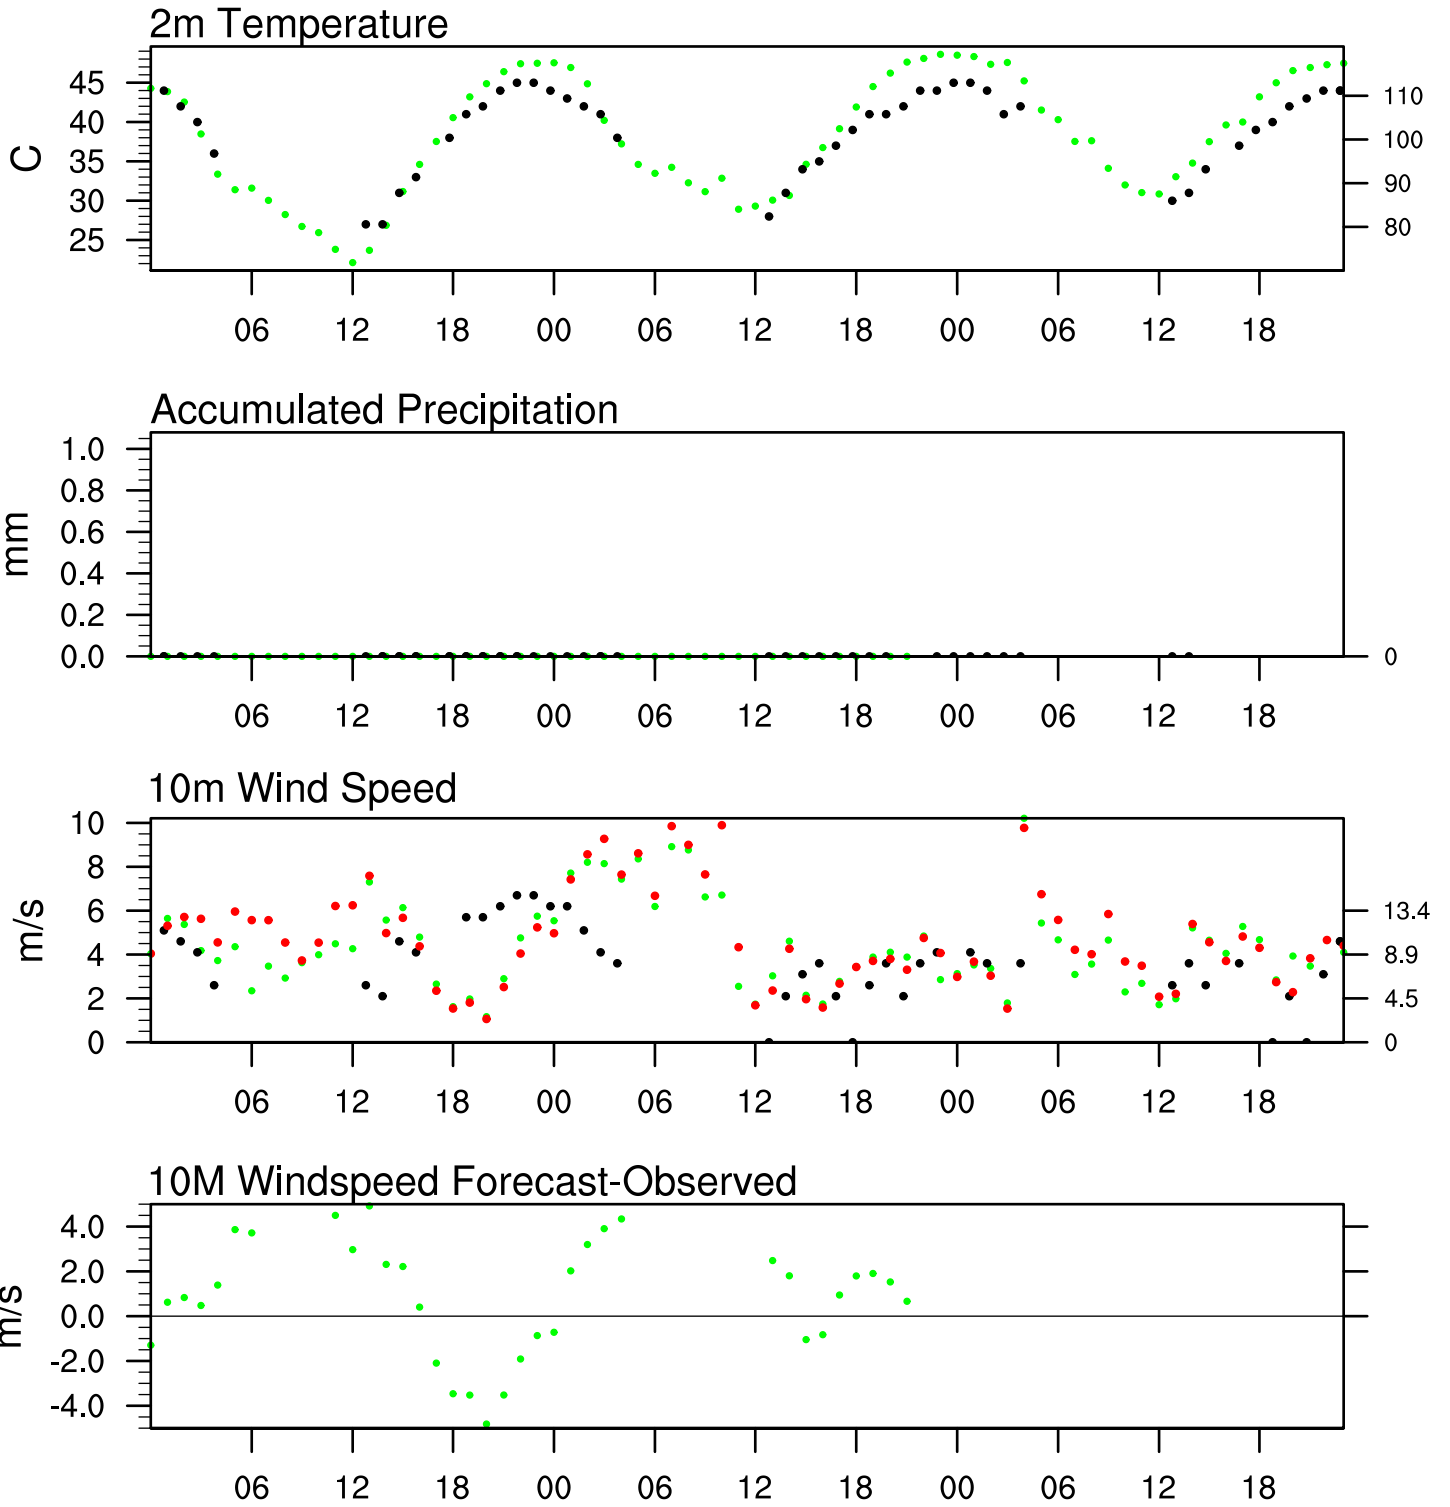 2m Temperature
45
40
35
30
25
C
110
100
90
80
06 12 18 00 06 12 18 00 06 12 18
Accumulated Precipitation
1.0
0.8
0.6
0.4
0.2
0.0
mm
0
06 12 18 00 06 12 18 00 06 12 18
10m Wind Speed
10
8
6
4
2
0
m/s
13.4
8.9
4.5
0
06 12 18 00 06 12 18 00 06 12 18
10M Windspeed Forecast-Observed
4.0
2.0
0.0
-2.0
-4.0
m/s
06 12 18 00 06 12 18 00 06 12 18